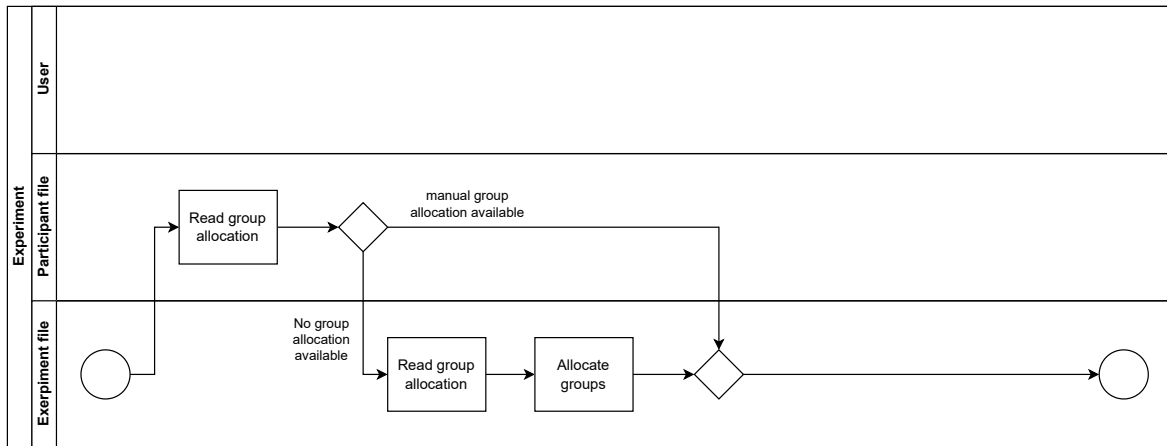 Experiment
User
Participant file
Exerpiment file
Read group
allocation
manual group
allocation available
No group
allocation
available
Read group
allocation
Allocate
groups